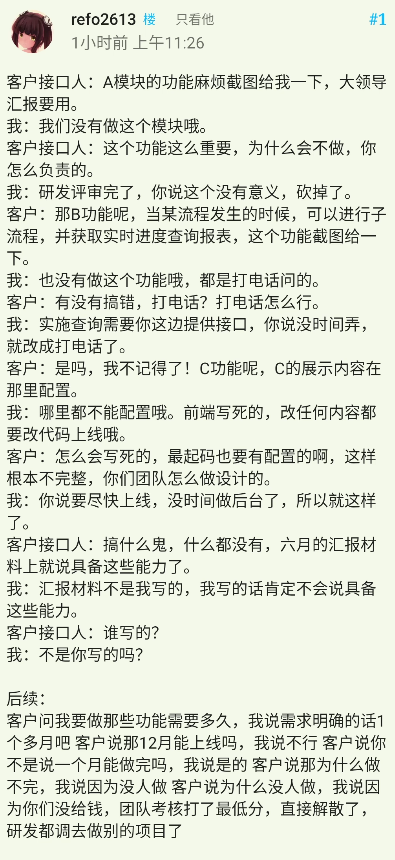 refo2613 楼 只看他 #1
1小时前 上午11:26
客户接口人：A模块的功能麻烦截图给我一下，大领导
汇报要用。
我：我们没有做这个模块哦。
客户接口人：这个功能这么重要，为什么会不做，你
怎么负责的。
我：研发评审完了，你说这个没有意义，砍掉了。
客户：那B功能呢，当某流程发生的时候，可以进行子
流程，并获取实时进度查询报表，这个功能截图给一
下。
我：也没有做这个功能哦，都是打电话问的。
客户：有没有搞错，打电话？打电话怎么行。
我：实施查询需要你这边提供接口，你说没时间弄，
就改成打电话了。
客户：是吗，我不记得了！C功能呢，C的展示内容在
那里配置。
我：哪里都不能配置哦。前端写死的，改任何内容都
要改代码上线哦。
客户：怎么会写死的，最起码也要有配置的啊，这样
根本不完整，你们团队怎么做设计的。
我：你说要尽快上线，没时间做后台了，所以就这样
了。
客户接口人：搞什么鬼，什么都没有，六月的汇报材
料上就说具备这些能力了。
我：汇报材料不是我写的，我写的话肯定不会说具备
这些能力。
客户接口人：谁写的？
我：不是你写的吗？
后续：
客户问我要做那些功能需要多久，我说需求明确的话1
个多月吧 客户说那12月能上线吗，我说不行 客户说你
不是说一个月能做完吗，我说是的 客户说那为什么做
不完，我说因为没人做 客户说为什么没人做，我说因
为你们没给钱，团队考核打了最低分，直接解散了，
研发都调去做别的项目了